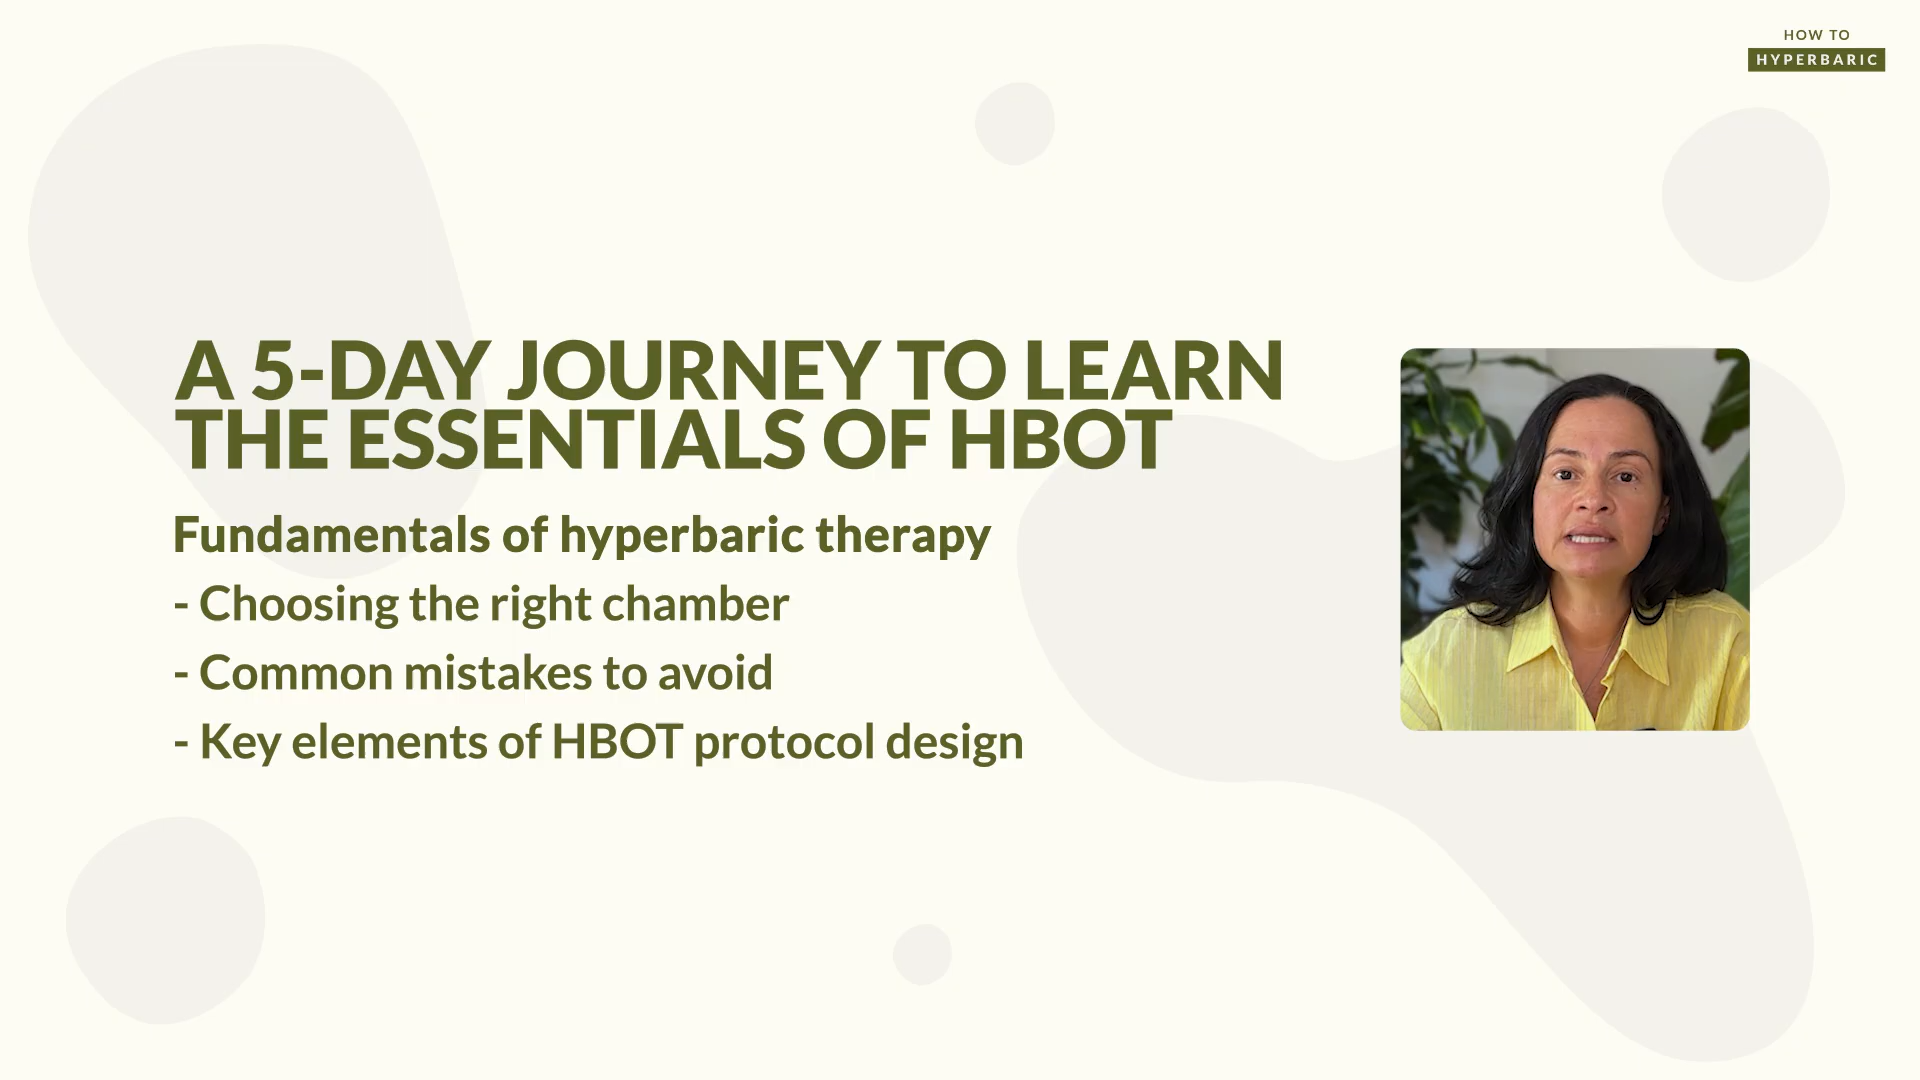 HOW TO
HYPERBARIC
A 5-DAY JOURNEY TO LEARN
THE ESSENTIALS OF HBOT
Fundamentals of hyperbaric therapy
- Choosing the right chamber
- Common mistakes to avoid
- Key elements of HBOT protocol design